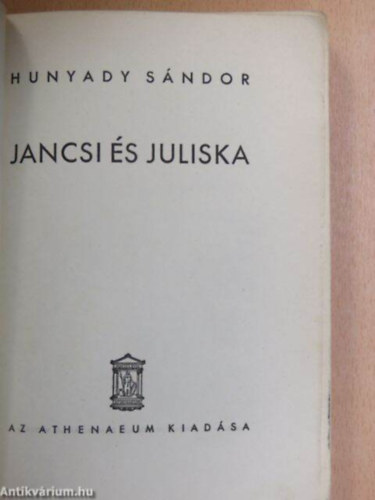 HUNYADY SÁNDOR
JANCSI ÉS JULISKA
AZ ATHENAEUM KIADÁSA
Antikvárium.hu